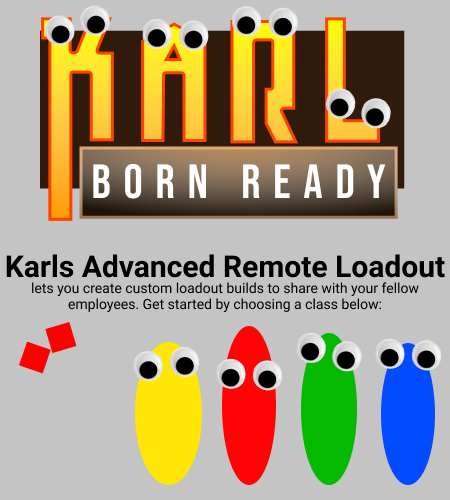 KARL
BORN READY
Karls Advanced Remote Loadout
lets you create custom loadout builds to share with your fellow
employees. Get started by choosing a class below: